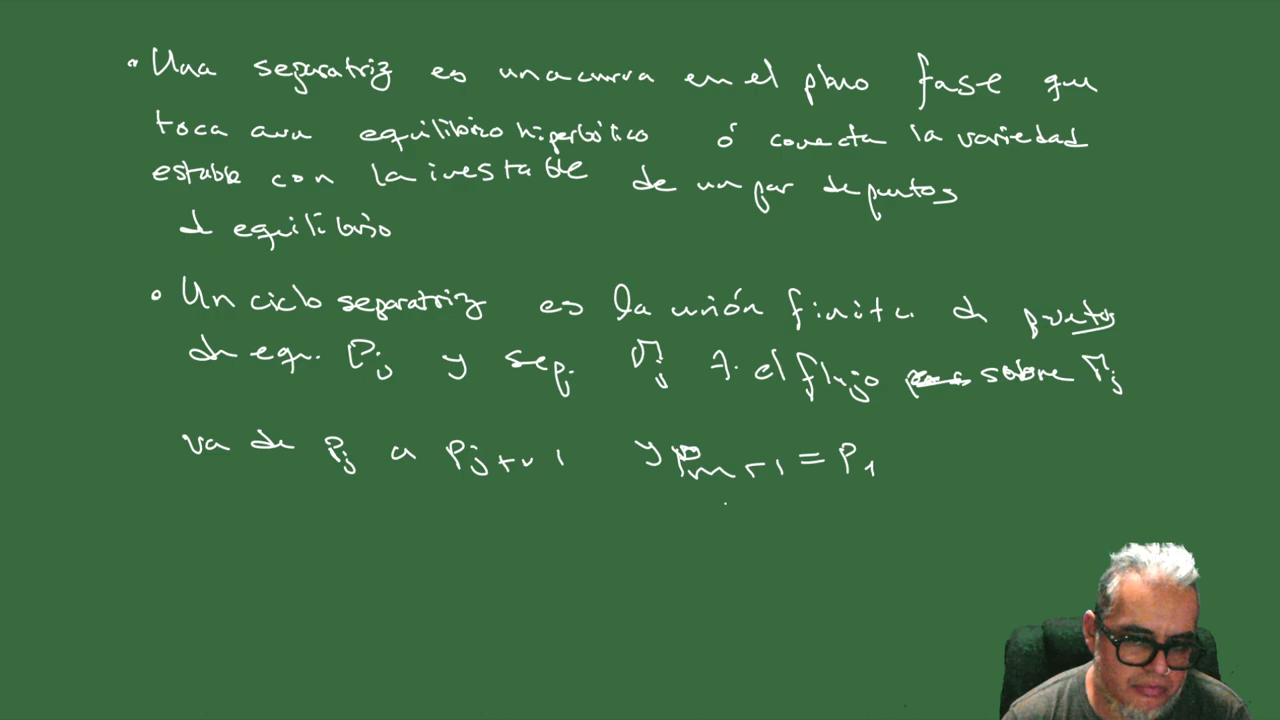 • Una separatriz es una curva en el plano fase que
toca a un equilibrio hiperbólico ó conecta la variedad
estable con la inestable de un par de puntos
de equilibrio
• Un ciclo separatriz es la unión finita de puntos
de equ. Pj y sep. Γj t. el flujo sobre Γj
va de Pj a Pj+1 y Pm+1 = P1